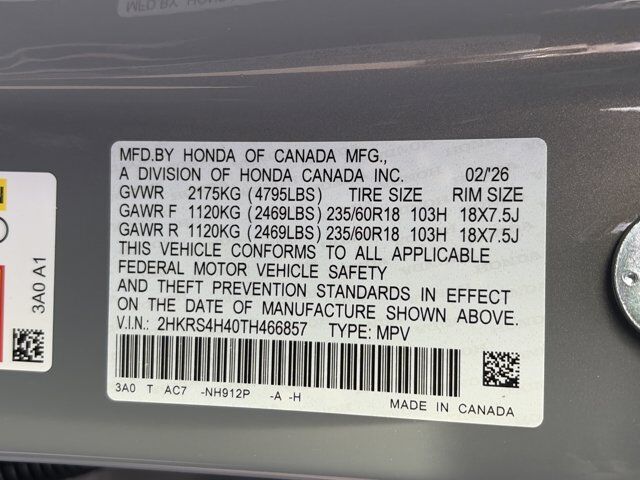 MFD.BY HONDA OF CANADA MFG.,
A DIVISION OF HONDA CANADA INC. 02/'26
GVWR 2175KG (4795LBS) TIRE SIZE RIM SIZE
GAWR F 1120KG (2469LBS) 235/60R18 103H 18X7.5J
GAWR R 1120KG (2469LBS) 235/60R18 103H 18X7.5J
THIS VEHICLE CONFORMS TO ALL APPLICABLE
FEDERAL MOTOR VEHICLE SAFETY
AND THEFT PREVENTION STANDARDS IN EFFECT
ON THE DATE OF MANUFACTURE SHOWN ABOVE.
V.I.N.: 2HKRS4H40TH466857 TYPE: MPV
3A0 T AC7 -NH912P -A -H
MADE IN CANADA
3A0 A1